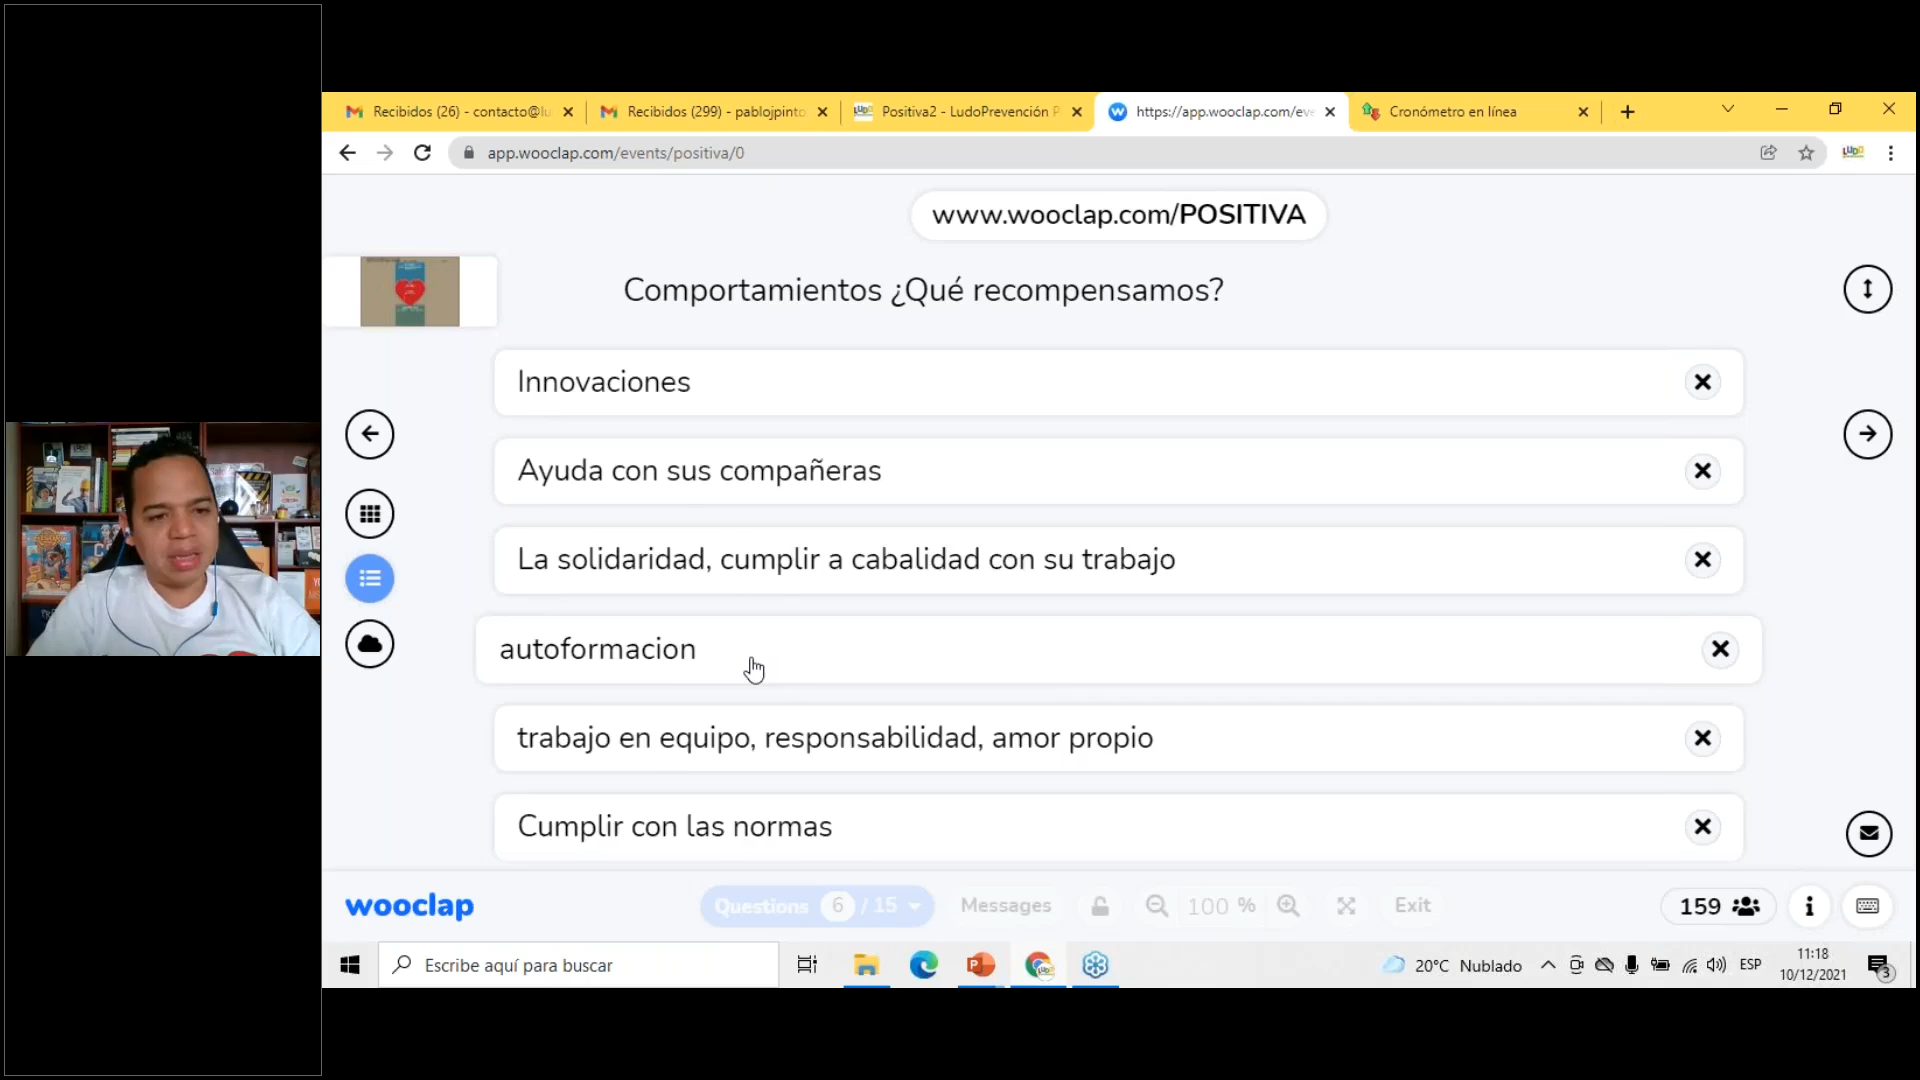 Recibidos (26) - contacto@lu
Recibidos (299) - pablojpinto
Positiva2 - LudoPrevención P
https://app.wooclap.com/eve
Cronómetro en línea
app.wooclap.com/events/positiva/0
www.wooclap.com/POSITIVA
Comportamientos ¿Qué recompensamos?
Innovaciones
Ayuda con sus compañeras
La solidaridad, cumplir a cabalidad con su trabajo
autoformacion
trabajo en equipo, responsabilidad, amor propio
Cumplir con las normas
wooclap
Questions 6 / 15
Messages
100 %
Exit
159
Escribe aquí para buscar
20°C Nublado
ESP
11:18
10/12/2021
3